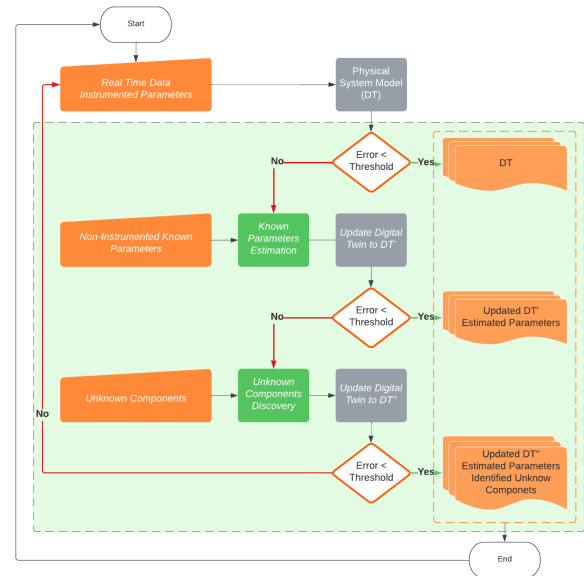 Start
Real Time Data
Instrumented Parameters
Physical
System Model
(DT)
Error <
Threshold
No
Yes
DT
Non-Instrumented Known
Parameters
Known
Parameters
Estimation
Update Digital
Twin to DT'
Error <
Threshold
No
Yes
Updated DT'
Estimated Parameters
Unknown Components
Unknown
Components
Discovery
Update Digital
Twin to DT"
No
Error <
Threshold
Yes
Updated DT"
Estimated Parameters
Identified Unknow
Componets
End